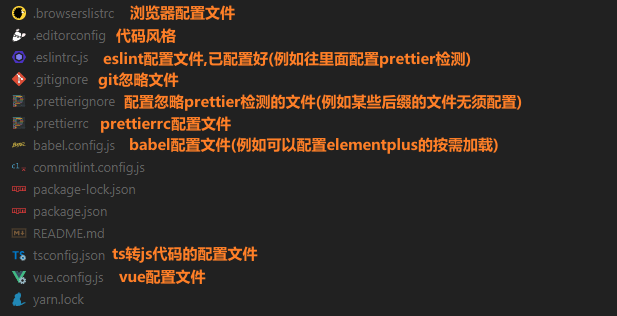 .browserslistrc 浏览器配置文件
.editorconfig 代码风格
.eslintrc.js eslint配置文件,已配置好(例如往里面配置prettier检测)
.gitignore git忽略文件
.prettierignore 配置忽略prettier检测的文件(例如某些后缀的文件无须配置)
.prettierrc prettierrc配置文件
babel.config.js babel配置文件(例如可以配置elementplus的按需加载)
commitlint.config.js
package-lock.json
package.json
README.md
tsconfig.json ts转js代码的配置文件
vue.config.js vue配置文件
yarn.lock